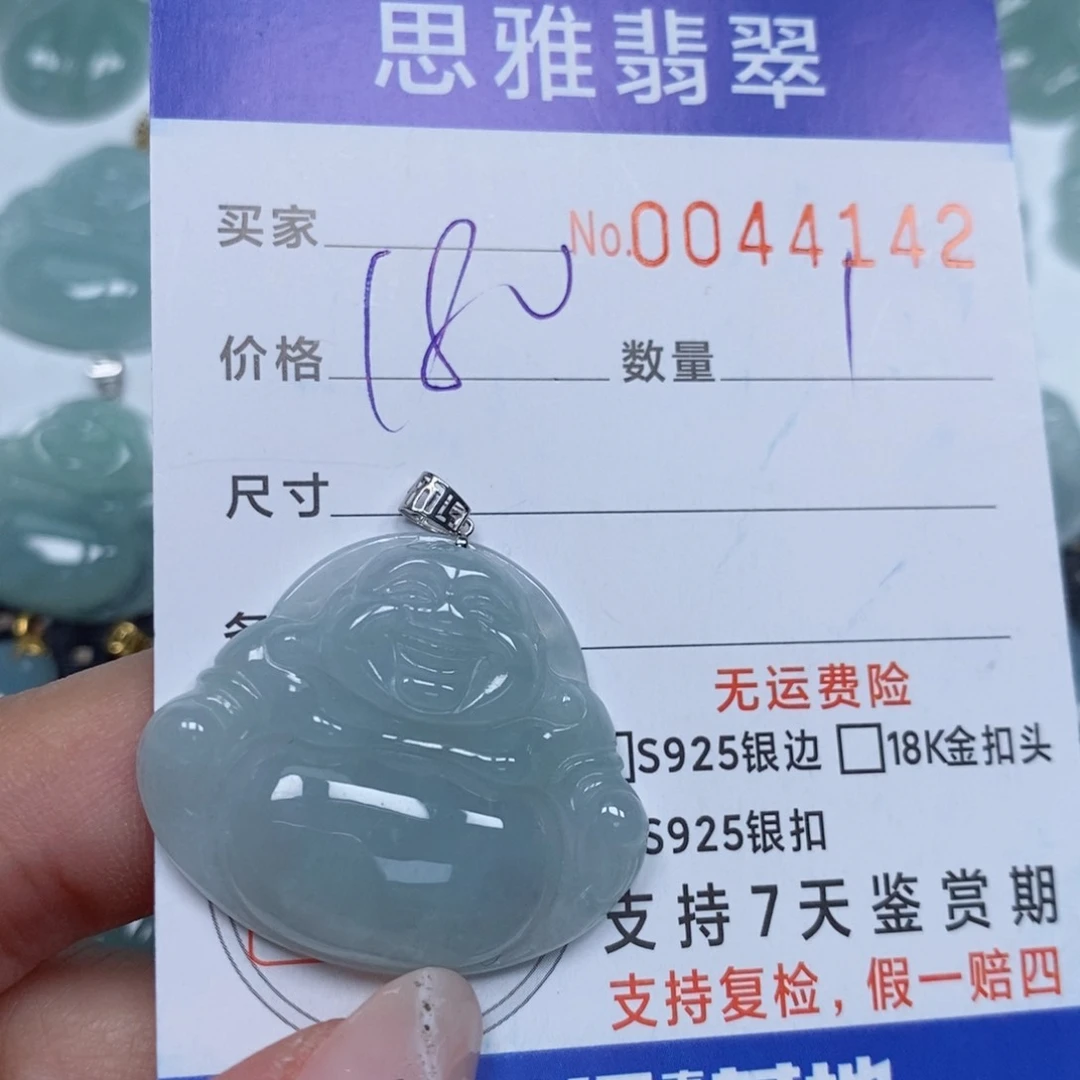 思雅翡翠
买家 No.0044142
价格 180 数量 1
尺寸
无运费险
S925银边 18K金扣头
S925银扣
支持7天鉴赏期
支持复检，假一赔四